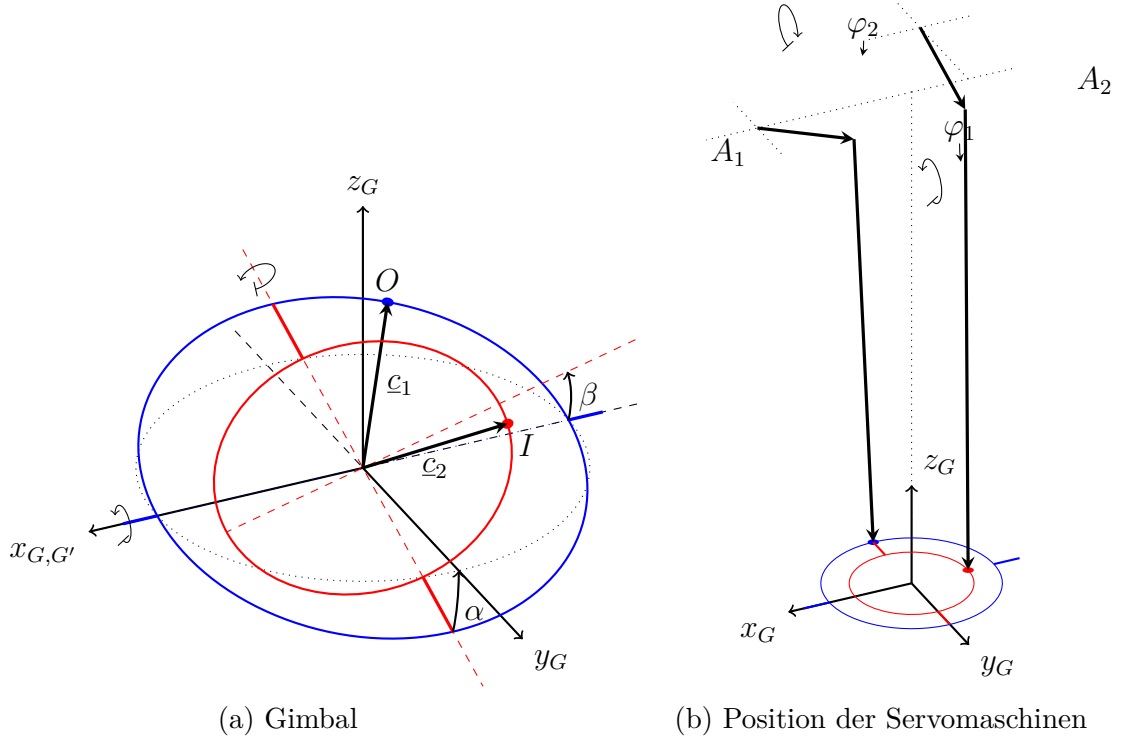 z_G
O
c_1
β
I
c_2
x_{G,G'}
α
y_G
(a) Gimbal
φ_2
A_2
φ_1
A_1
z_G
x_G
y_G
(b) Position der Servomaschinen